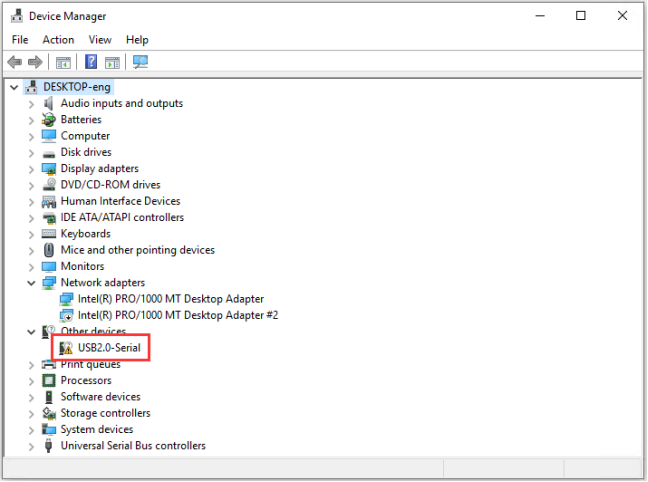 Device Manager
File Action View Help
DESKTOP-eng
Audio inputs and outputs
Batteries
Computer
Disk drives
Display adapters
DVD/CD-ROM drives
Human Interface Devices
IDE ATA/ATAPI controllers
Keyboards
Mice and other pointing devices
Monitors
Network adapters
Intel(R) PRO/1000 MT Desktop Adapter
Intel(R) PRO/1000 MT Desktop Adapter #2
Other devices
USB2.0-Serial
Print queues
Processors
Software devices
Storage controllers
System devices
Universal Serial Bus controllers